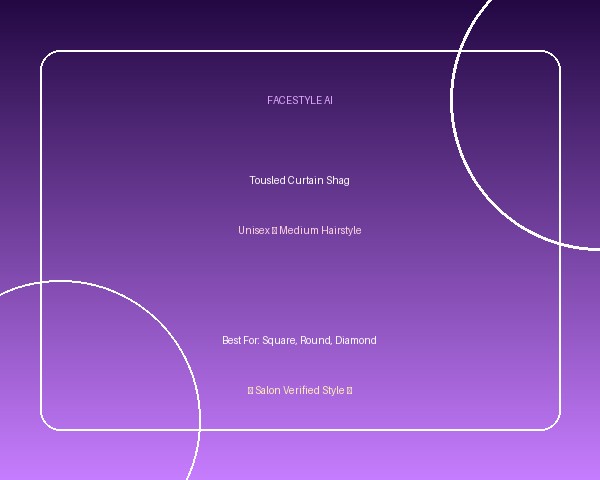 FACESTYLE AI
Tousled Curtain Shag
Unisex Medium Hairstyle
Best For: Square, Round, Diamond
Salon Verified Style